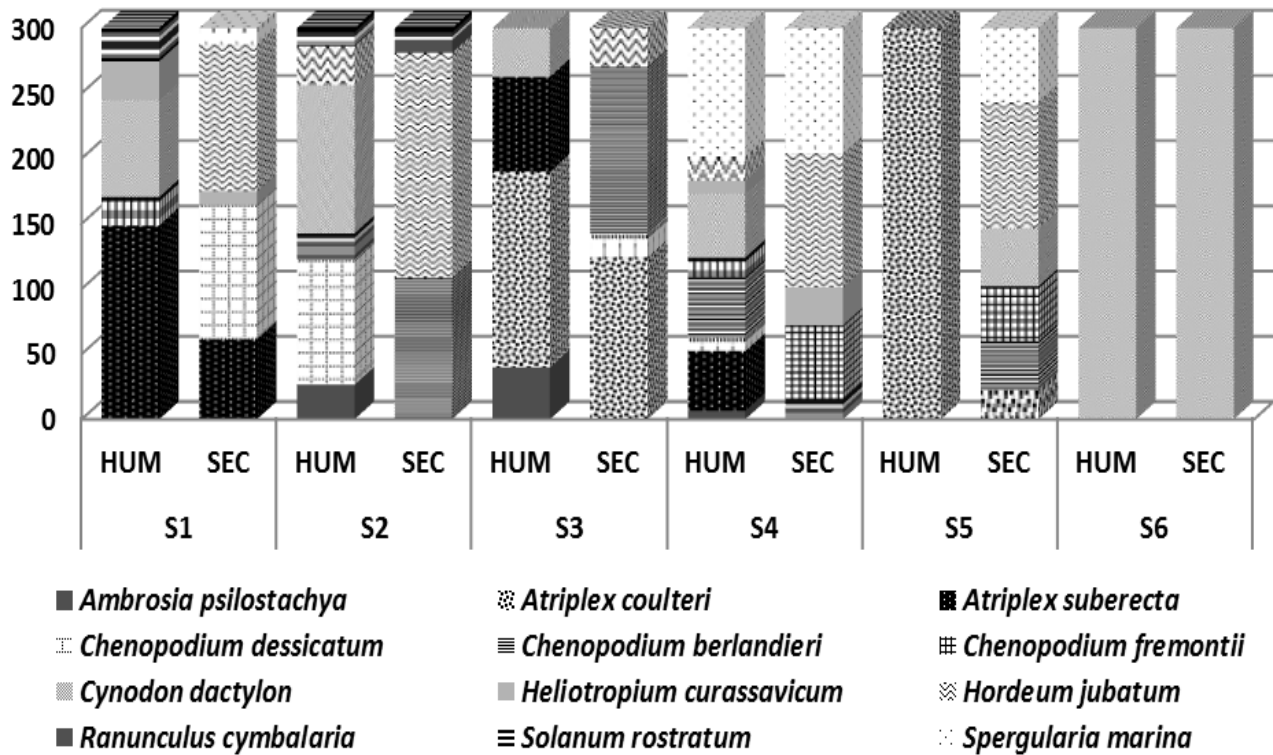 300
250
200
150
100
50
0
HUM SEC HUM SEC HUM SEC HUM SEC HUM SEC HUM SEC
S1 S2 S3 S4 S5 S6
Ambrosia psilostachya Atriplex coulteri Atriplex suberecta
Chenopodium dessicatum Chenopodium berlandieri Chenopodium fremontii
Cynodon dactylon Heliotropium curassavicum Hordeum jubatum
Ranunculus cymbalaria Solanum rostratum Spergularia marina